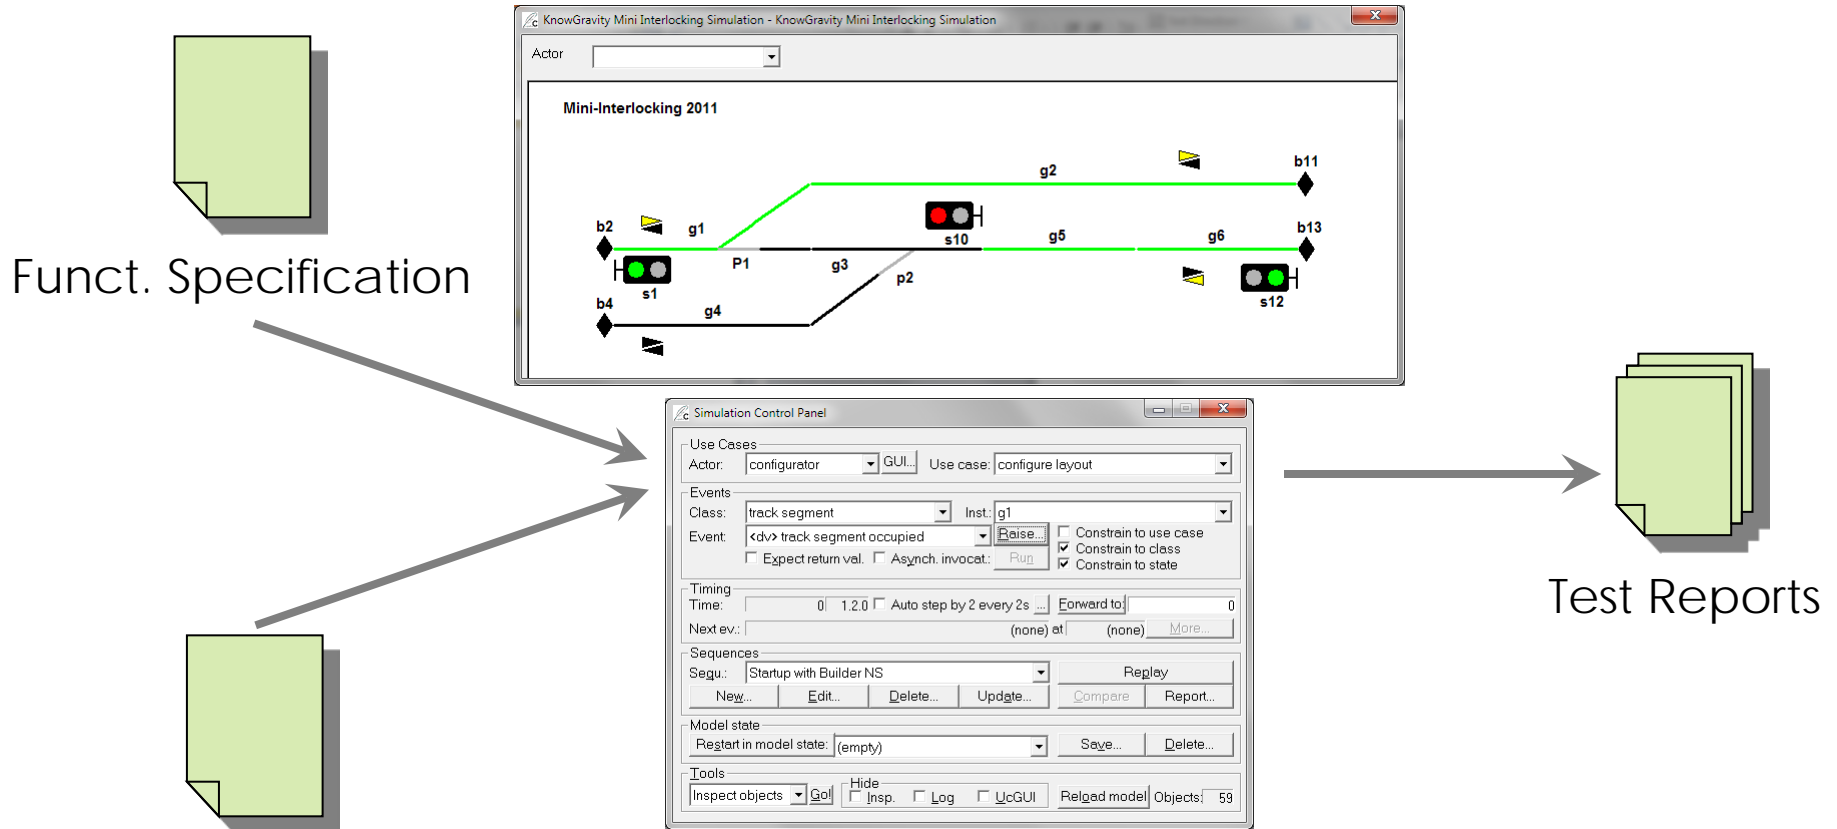 KnowGravity Mini Interlocking Simulation - KnowGravity Mini Interlocking Simulation
Actor
Mini-Interlocking 2011
g2
b11
b2
g1
s10
g5
g6
b13
P1
g3
p2
s1
s12
b4
g4
Funct. Specification
Simulation Control Panel
Use Cases
Actor: configurator GUI... Use case: configure layout
Events
Class: track segment Inst.: g1
Event: <dv> track segment occupied Raise... Constrain to use case
Constrain to class
Expect return val. Asynch. invocat.: Run Constrain to state
Timing
Time: 0 1.2.0 Auto step by 2 every 2s ... Forward to: 0
Next ev.: (none) at (none) More...
Sequences
Sequ.: Startup with Builder NS Replay
New... Edit... Delete... Update... Compare Report...
Model state
Restart in model state: (empty) Save... Delete...
Tools
Inspect objects Go! Hide Insp. Log UcGUI Reload model Objects: 59
Test Reports